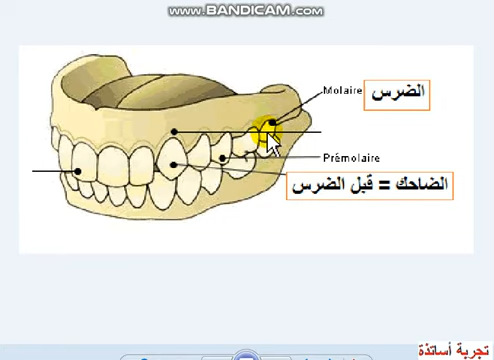 www.BANDICAM.com
Molaire
الضرس
Prémolaire
الضاحك = قبل الضرس
تجربة أساتذة